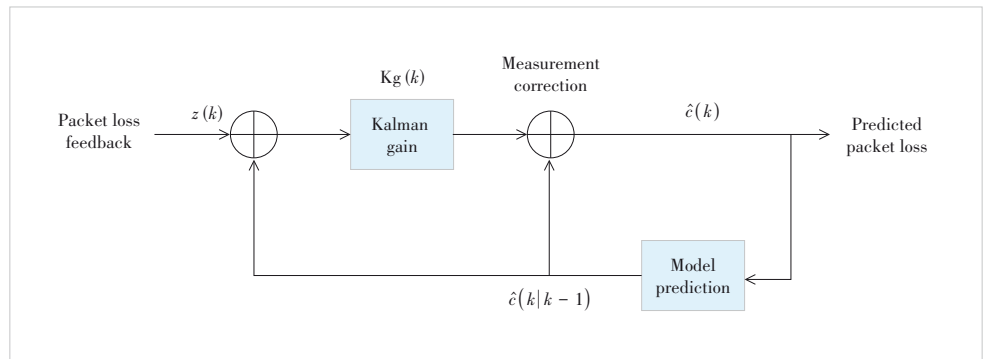 Measurement
correction
Kg(k)
Packet loss
feedback
z(k)
Kalman
gain
ĉ(k)
Predicted
packet loss
Model
prediction
ĉ(k|k − 1)